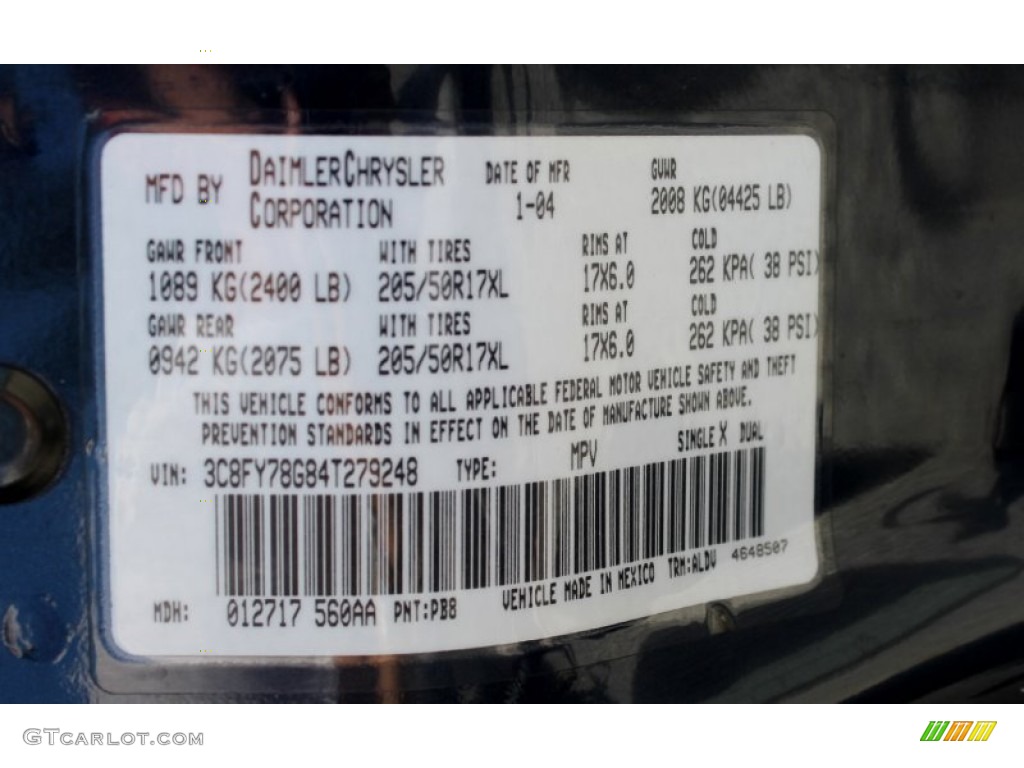 MFD BY DAIMLERCHRYSLER CORPORATION DATE OF MFR 1-04 GVWR 2008 KG(04425 LB)
GAWR FRONT WITH TIRES RIMS AT COLD
1089 KG(2400 LB) 205/50R17XL 17X6.0 262 KPA( 38 PSI)
GAWR REAR WITH TIRES RIMS AT COLD
0942 KG(2075 LB) 205/50R17XL 17X6.0 262 KPA( 38 PSI)
THIS VEHICLE CONFORMS TO ALL APPLICABLE FEDERAL MOTOR VEHICLE SAFETY AND THEFT
PREVENTION STANDARDS IN EFFECT ON THE DATE OF MANUFACTURE SHOWN ABOVE.
VIN: 3C8FY78G84T279248 TYPE: MPV SINGLE X DUAL
MDH: 012717 560AA PNT:PB8 VEHICLE MADE IN MEXICO TRM:ALDV 4648507
GTCARLOT.COM